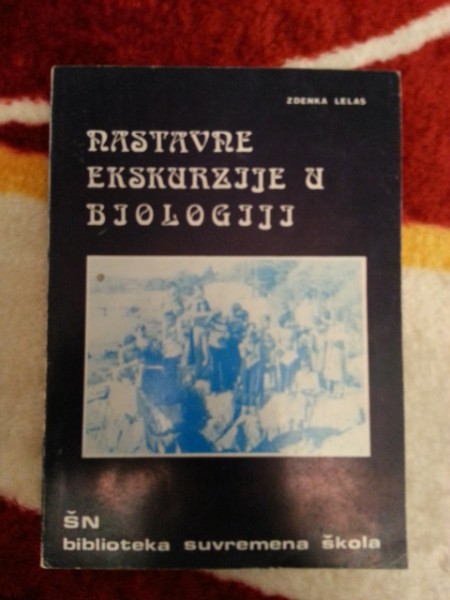 ZDENKA LELAS
NASTAVNE
EKSKURZIJE U
BIOLOGIJI
ŠN
biblioteka suvremena škola